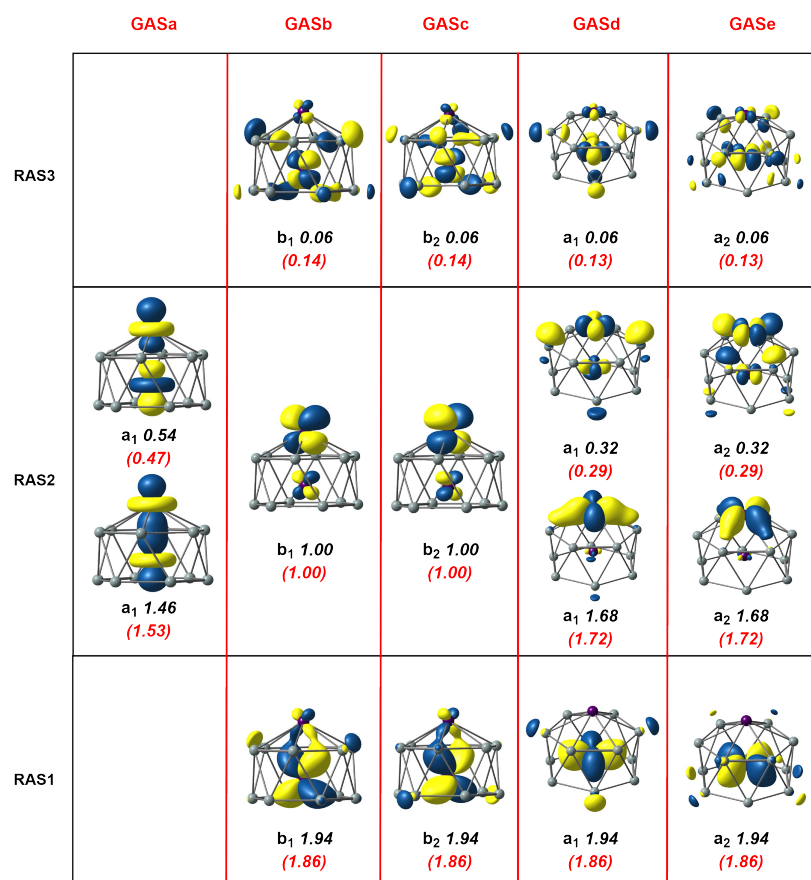 GASa GASb GASc GASd GASe
RAS3
b₁ 0.06 b₂ 0.06 a₁ 0.06 a₂ 0.06
(0.14) (0.14) (0.13) (0.13)
RAS2
a₁ 0.54 a₁ 0.32 a₂ 0.32
(0.47) (0.29) (0.29)
b₁ 1.00 b₂ 1.00
(1.00) (1.00)
a₁ 1.46 a₁ 1.68 a₂ 1.68
(1.53) (1.72) (1.72)
RAS1
b₁ 1.94 b₂ 1.94 a₁ 1.94 a₂ 1.94
(1.86) (1.86) (1.86) (1.86)